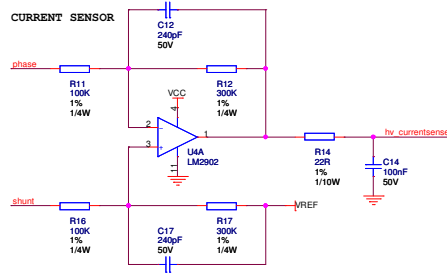 CURRENT SENSOR
C12
240pF
50V
phase
R11
100K
1%
1/4W
R12
300K
1%
1/4W
VCC
4
2
3
1
11
U4A
LM2902
R14
22R
1%
1/10W
hv_currentsense
C14
100nF
50V
shunt
R16
100K
1%
1/4W
R17
300K
1%
1/4W
VREF
C17
240pF
50V